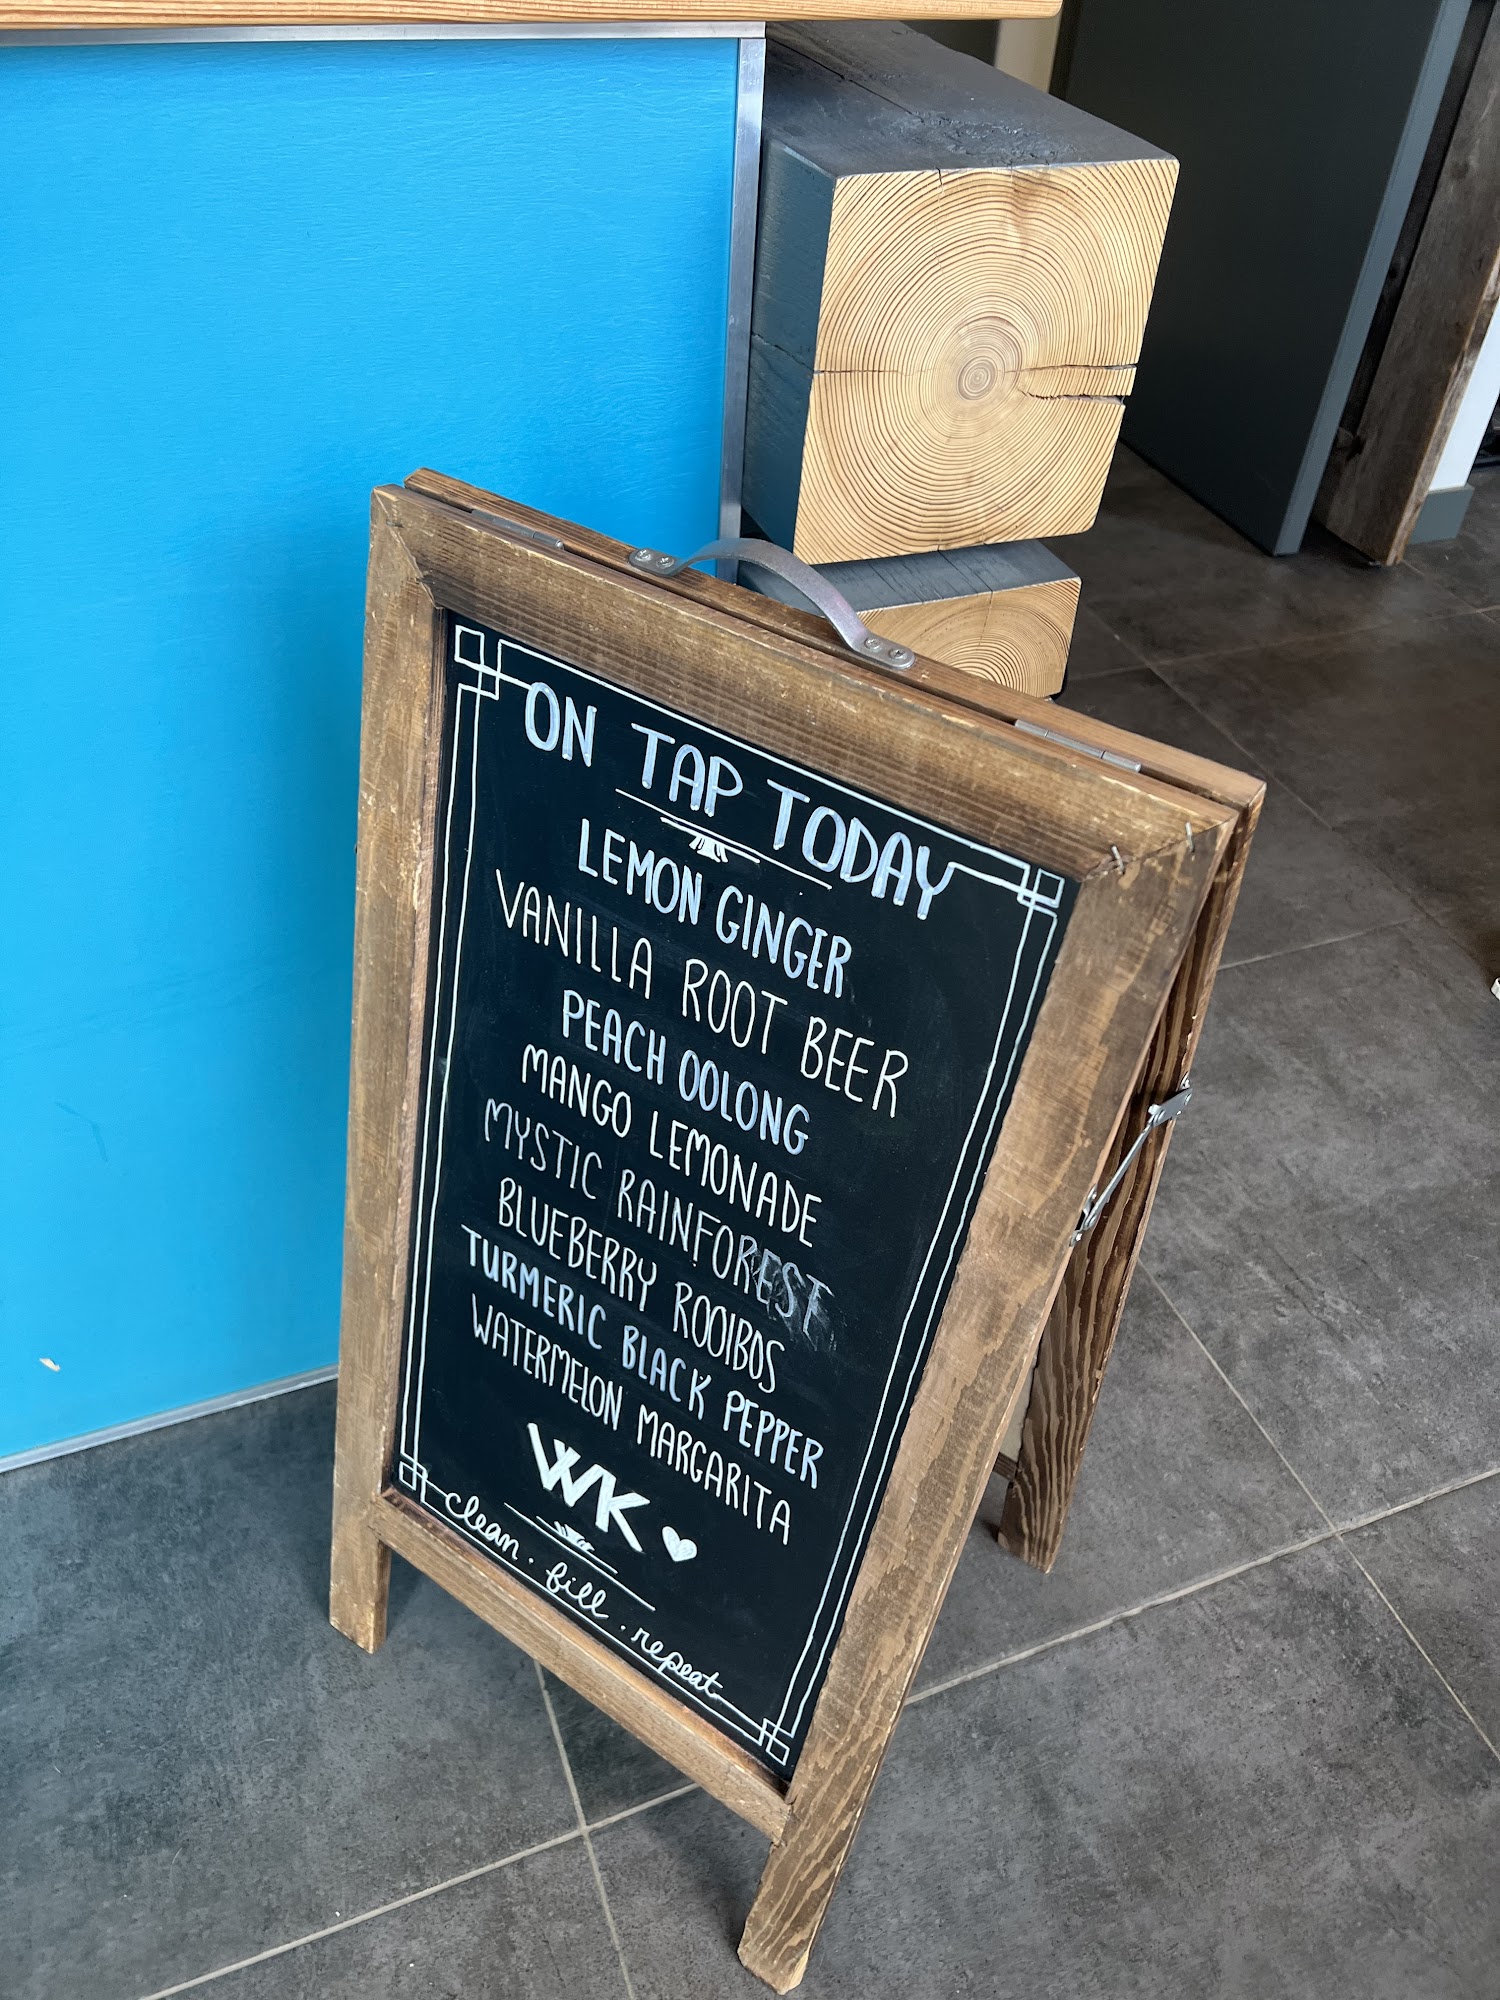 ON TAP TODAY
LEMON GINGER
VANILLA ROOT BEER
PEACH OOLONG
MANGO LEMONADE
MYSTIC RAINFOREST
BLUEBERRY ROOIBOS
TURMERIC BLACK PEPPER
WATERMELON MARGARITA
WK
clean . fill . repeat